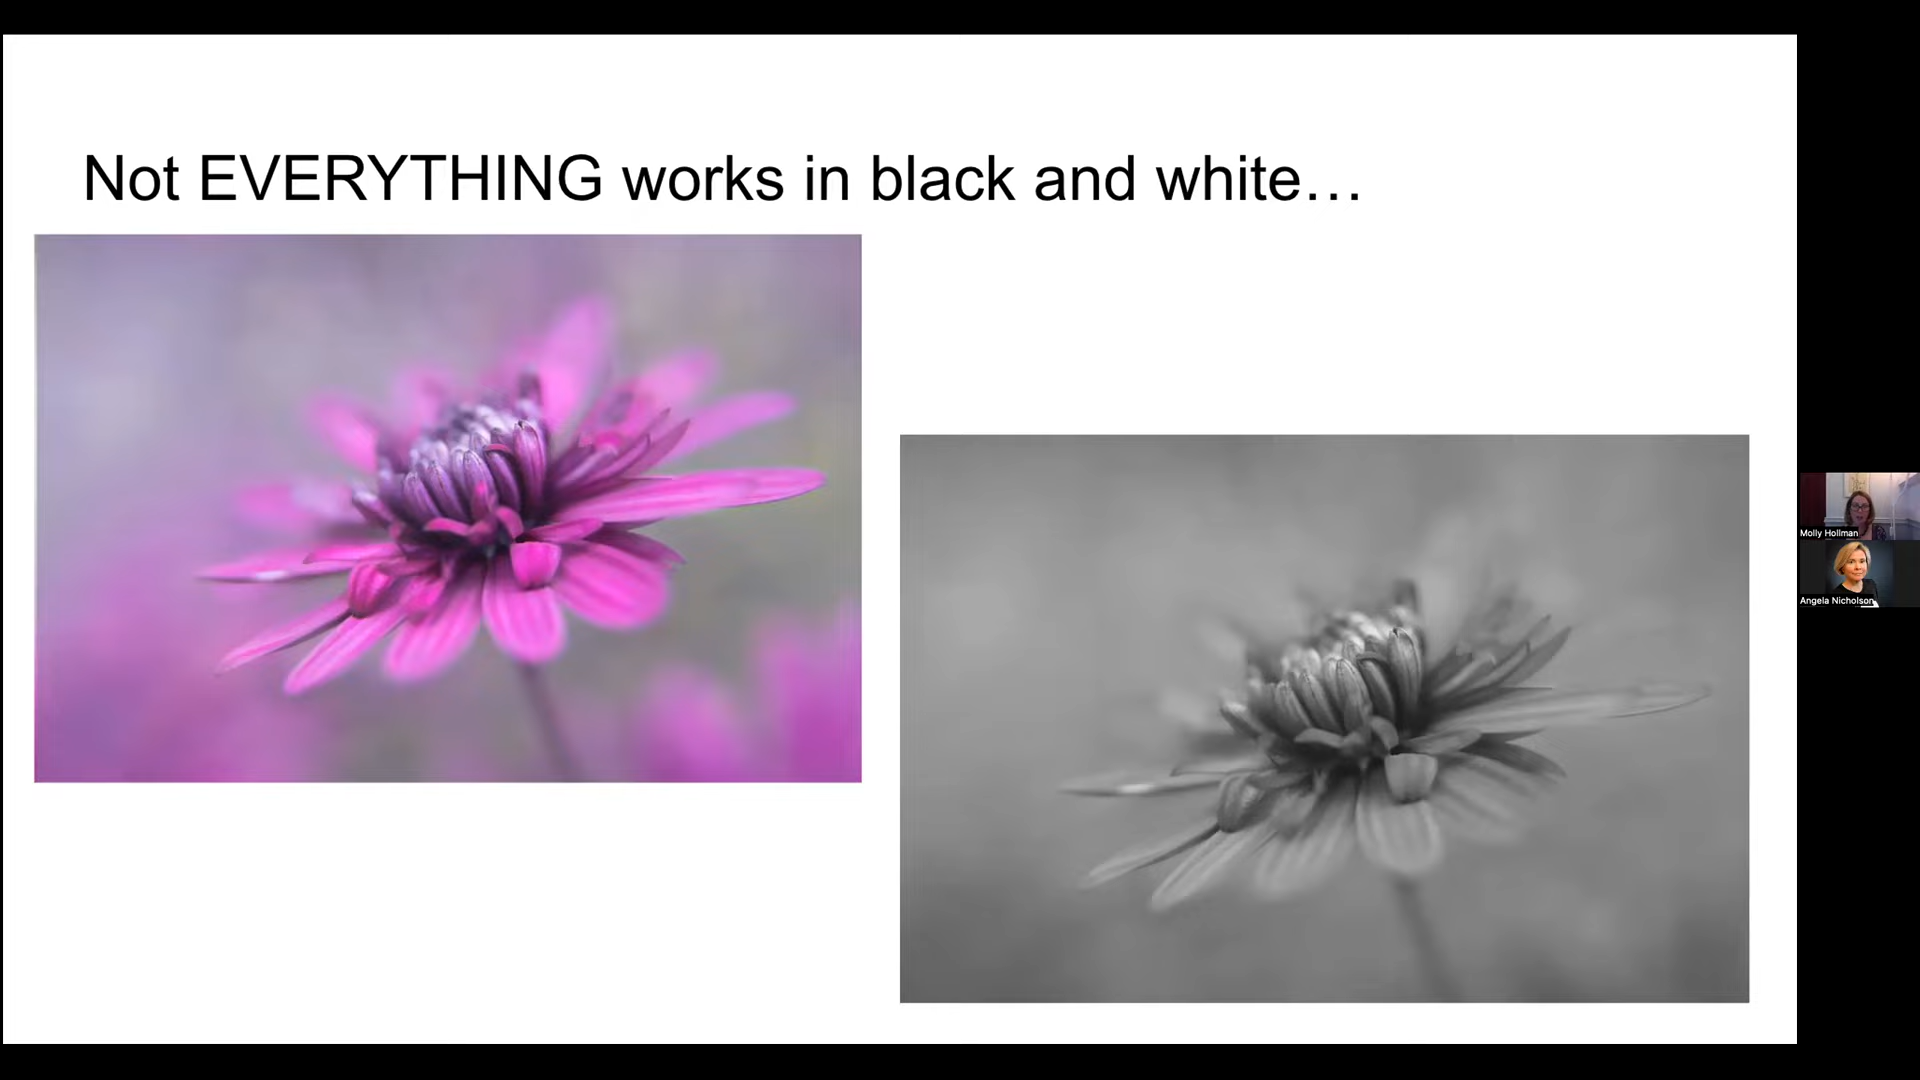 Not EVERYTHING works in black and white…
Molly Hollman
Angela Nicholson